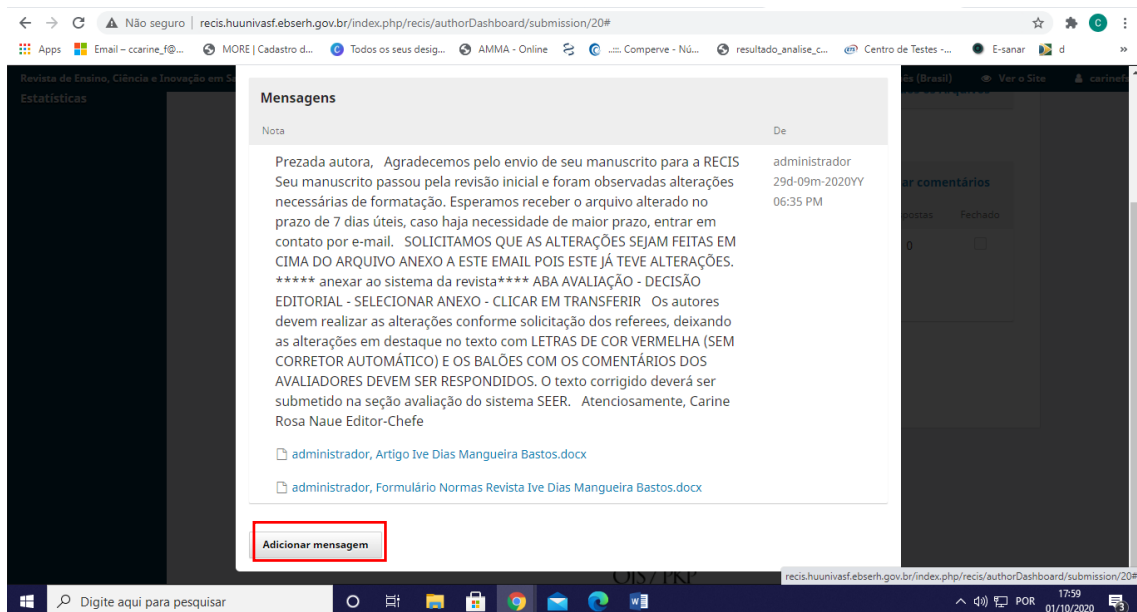 Não seguro | recis.huunivasf.ebserh.gov.br/index.php/recis/authorDashboard/submission/20#
C
Apps Email – ccarine_f@... MORE | Cadastro d... Todos os seus desig... AMMA - Online ..::::. Comperve - Nú... resultado_analise_c... Centro de Testes -... E-sanar d »
Revista de Ensino, Ciência e Inovação em Sa
ês (Brasil) Ver o Site carinefs
Estatísticas
Mensagens
Nota De
Prezada autora, Agradecemos pelo envio de seu manuscrito para a RECIS
Seu manuscrito passou pela revisão inicial e foram observadas alterações
necessárias de formatação. Esperamos receber o arquivo alterado no
prazo de 7 dias úteis, caso haja necessidade de maior prazo, entrar em
contato por e-mail. SOLICITAMOS QUE AS ALTERAÇÕES SEJAM FEITAS EM
CIMA DO ARQUIVO ANEXO A ESTE EMAIL POIS ESTE JÁ TEVE ALTERAÇÕES.
***** anexar ao sistema da revista**** ABA AVALIAÇÃO - DECISÃO
EDITORIAL - SELECIONAR ANEXO - CLICAR EM TRANSFERIR Os autores
devem realizar as alterações conforme solicitação dos referees, deixando
as alterações em destaque no texto com LETRAS DE COR VERMELHA (SEM
CORRETOR AUTOMÁTICO) E OS BALÕES COM OS COMENTÁRIOS DOS
AVALIADORES DEVEM SER RESPONDIDOS. O texto corrigido deverá ser
submetido na seção avaliação do sistema SEER. Atenciosamente, Carine
Rosa Naue Editor-Chefe
administrador
29d-09m-2020YY
06:35 PM
administrador, Artigo Ive Dias Mangueira Bastos.docx
administrador, Formulário Normas Revista Ive Dias Mangueira Bastos.docx
Adicionar mensagem
ar comentários
postas Fechado
0
OJS / PKP
recis.huunivasf.ebserh.gov.br/index.php/recis/authorDashboard/submission/20#
Digite aqui para pesquisar
POR
17:59
01/10/2020
3